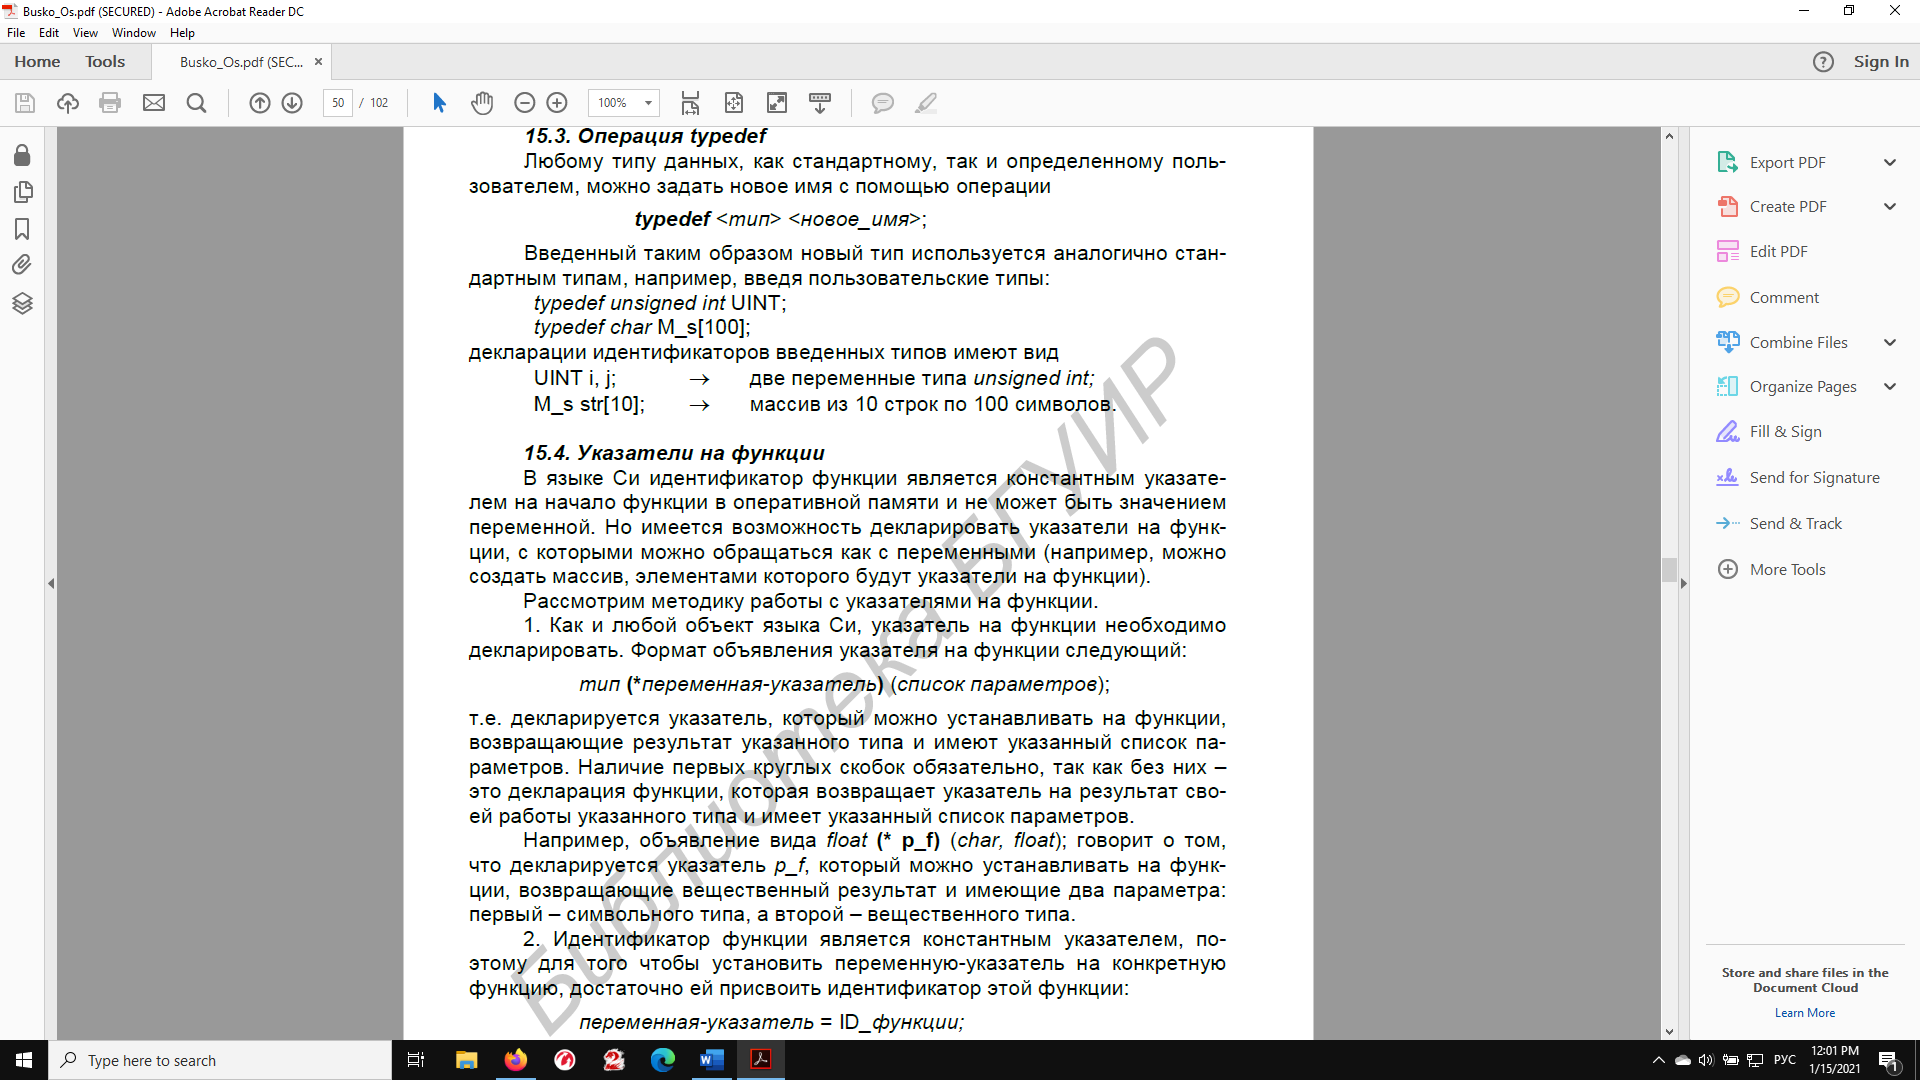 Busko_Os.pdf (SECURED) - Adobe Acrobat Reader DC
File Edit View Window Help
Home Tools Busko_Os.pdf (SEC... × Sign In
50 / 102 100%
15.3. Операция typedef
Любому типу данных, как стандартному, так и определенному поль-
зователем, можно задать новое имя с помощью операции
typedef <тип> <новое_имя>;
Введенный таким образом новый тип используется аналогично стан-
дартным типам, например, введя пользовательские типы:
typedef unsigned int UINT;
typedef char M_s[100];
декларации идентификаторов введенных типов имеют вид
UINT i, j; → две переменные типа unsigned int;
M_s str[10]; → массив из 10 строк по 100 символов.
15.4. Указатели на функции
В языке Си идентификатор функции является константным указате-
лем на начало функции в оперативной памяти и не может быть значением
переменной. Но имеется возможность декларировать указатели на функ-
ции, с которыми можно обращаться как с переменными (например, можно
создать массив, элементами которого будут указатели на функции).
Рассмотрим методику работы с указателями на функции.
1. Как и любой объект языка Си, указатель на функции необходимо
декларировать. Формат объявления указателя на функции следующий:
тип (*переменная-указатель) (список параметров);
т.е. декларируется указатель, который можно устанавливать на функции,
возвращающие результат указанного типа и имеют указанный список па-
раметров. Наличие первых круглых скобок обязательно, так как без них –
это декларация функции, которая возвращает указатель на результат сво-
ей работы указанного типа и имеет указанный список параметров.
Например, объявление вида float (* p_f) (char, float); говорит о том,
что декларируется указатель p_f, который можно устанавливать на функ-
ции, возвращающие вещественный результат и имеющие два параметра:
первый – символьного типа, а второй – вещественного типа.
2. Идентификатор функции является константным указателем, по-
этому для того чтобы установить переменную-указатель на конкретную
функцию, достаточно ей присвоить идентификатор этой функции:
переменная-указатель = ID_функции;
Библиотека БГУИР
Export PDF
Create PDF
Edit PDF
Comment
Combine Files
Organize Pages
Fill & Sign
Send for Signature
Send & Track
More Tools
Store and share files in the
Document Cloud
Learn More
Type here to search
РУС
12:01 PM
1/15/2021
1